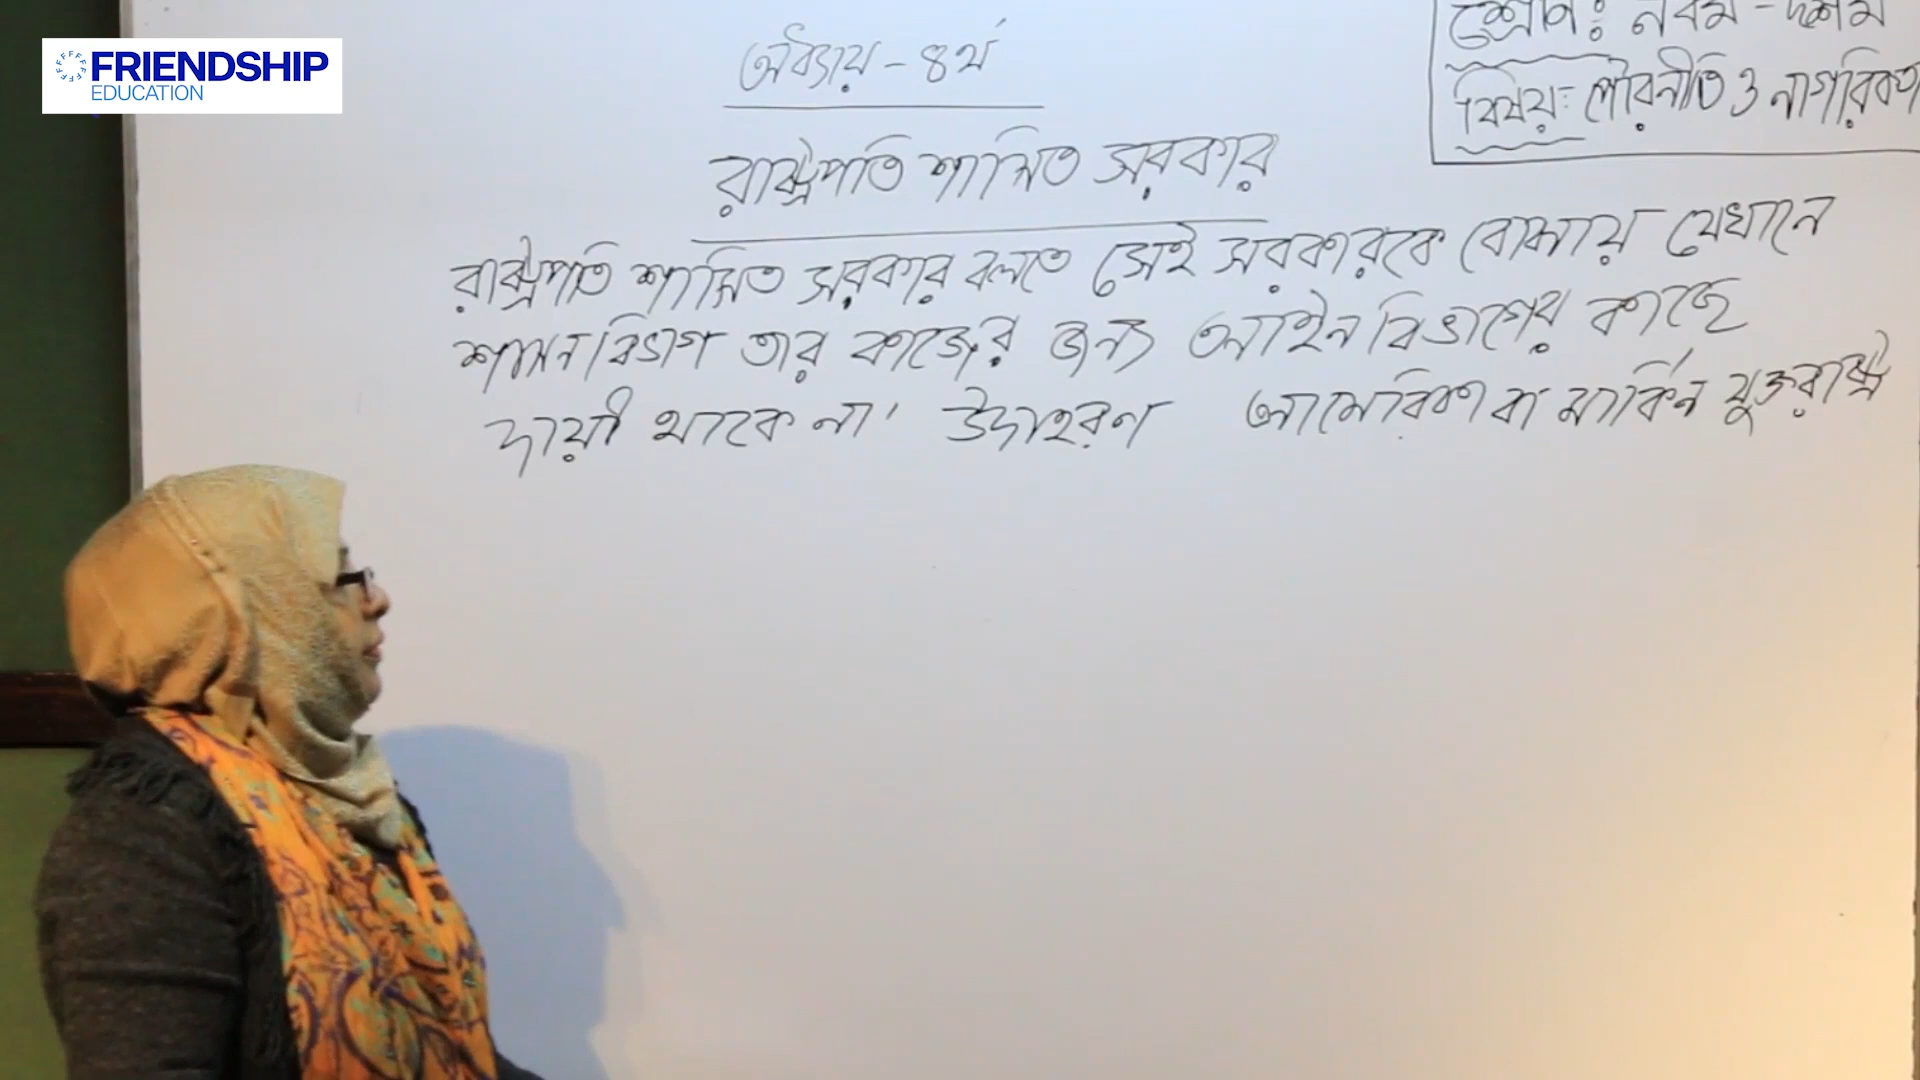 FRIENDSHIP
EDUCATION
অধ্যায় - ৪র্থ
শ্রেণি: নবম - দশম
বিষয়: পৌরনীতি ও নাগরিকতা
রাষ্ট্রপতি শাসিত সরকার
রাষ্ট্রপতি শাসিত সরকার বলতে সেই সরকারকে বোঝায় যেখানে
শাসন বিভাগ তার কাজের জন্য আইন বিভাগের কাছে
দায়ী থাকে না। উদাহরণ আমেরিকা বা মার্কিন যুক্তরাষ্ট্র